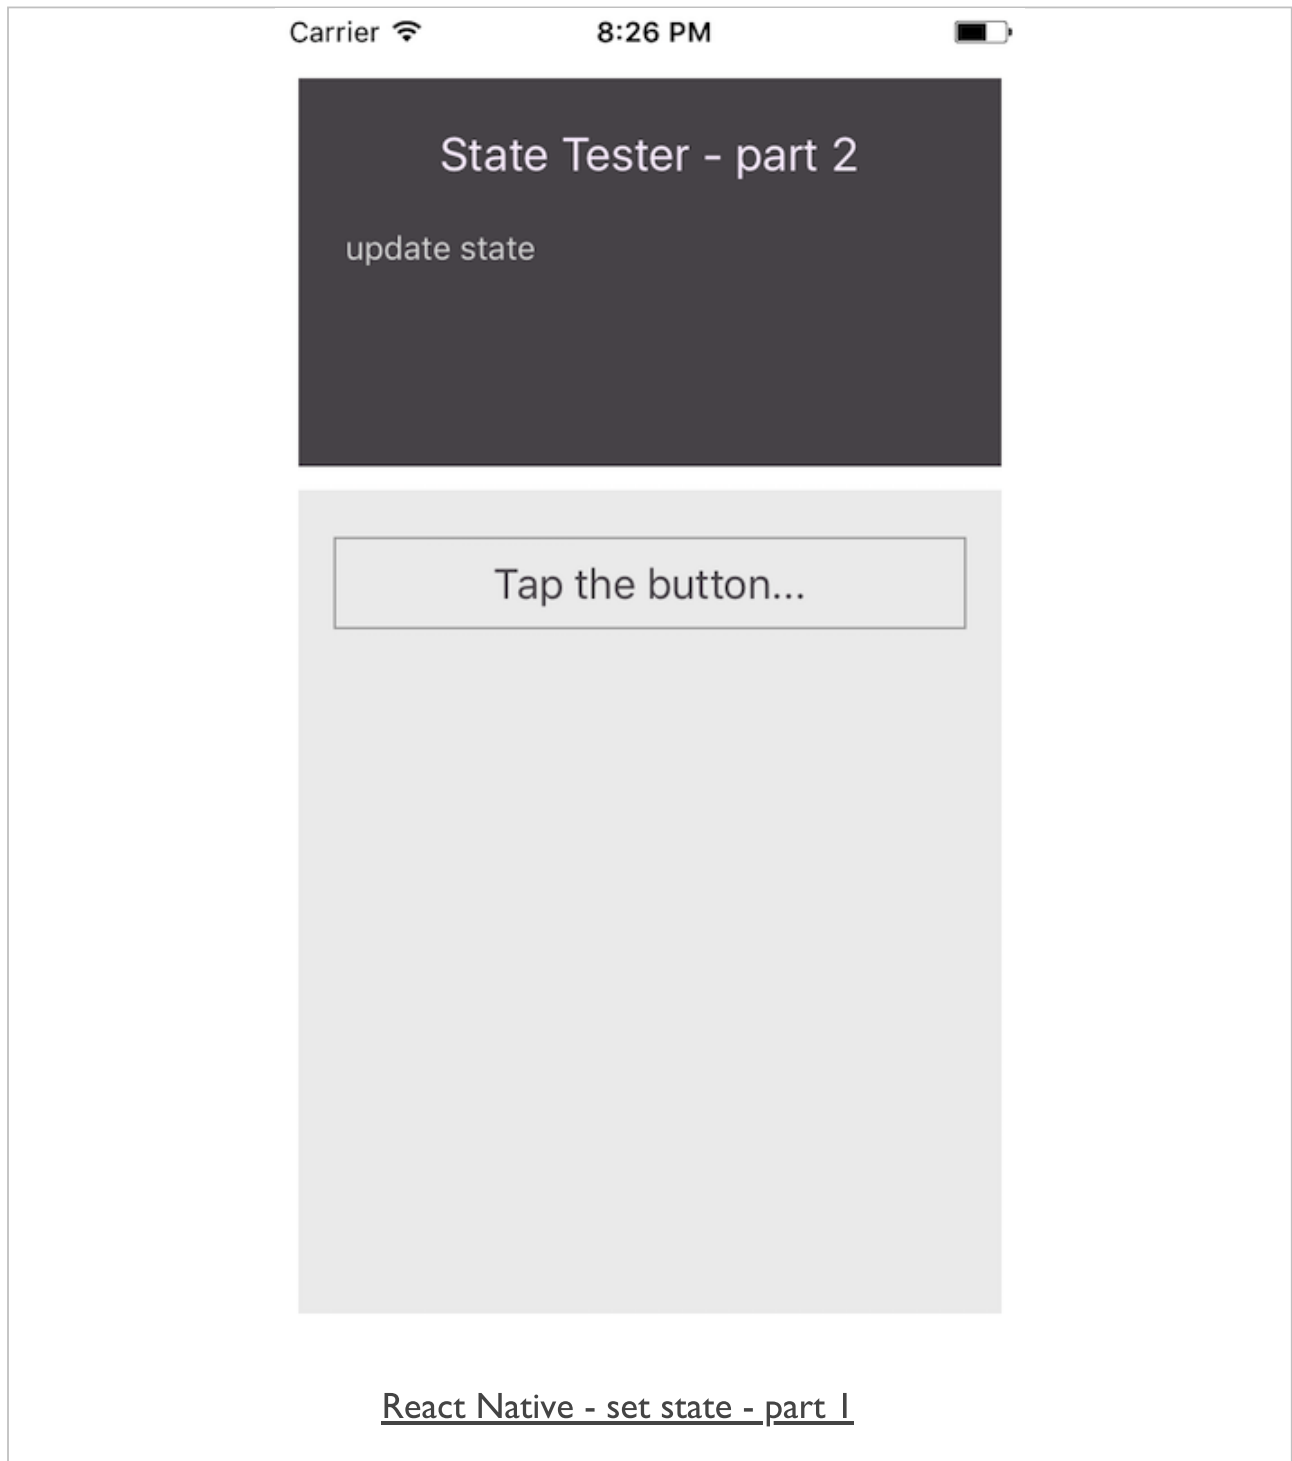 Carrier 8:26 PM
State Tester - part 2
update state
Tap the button...
React Native - set state - part 1